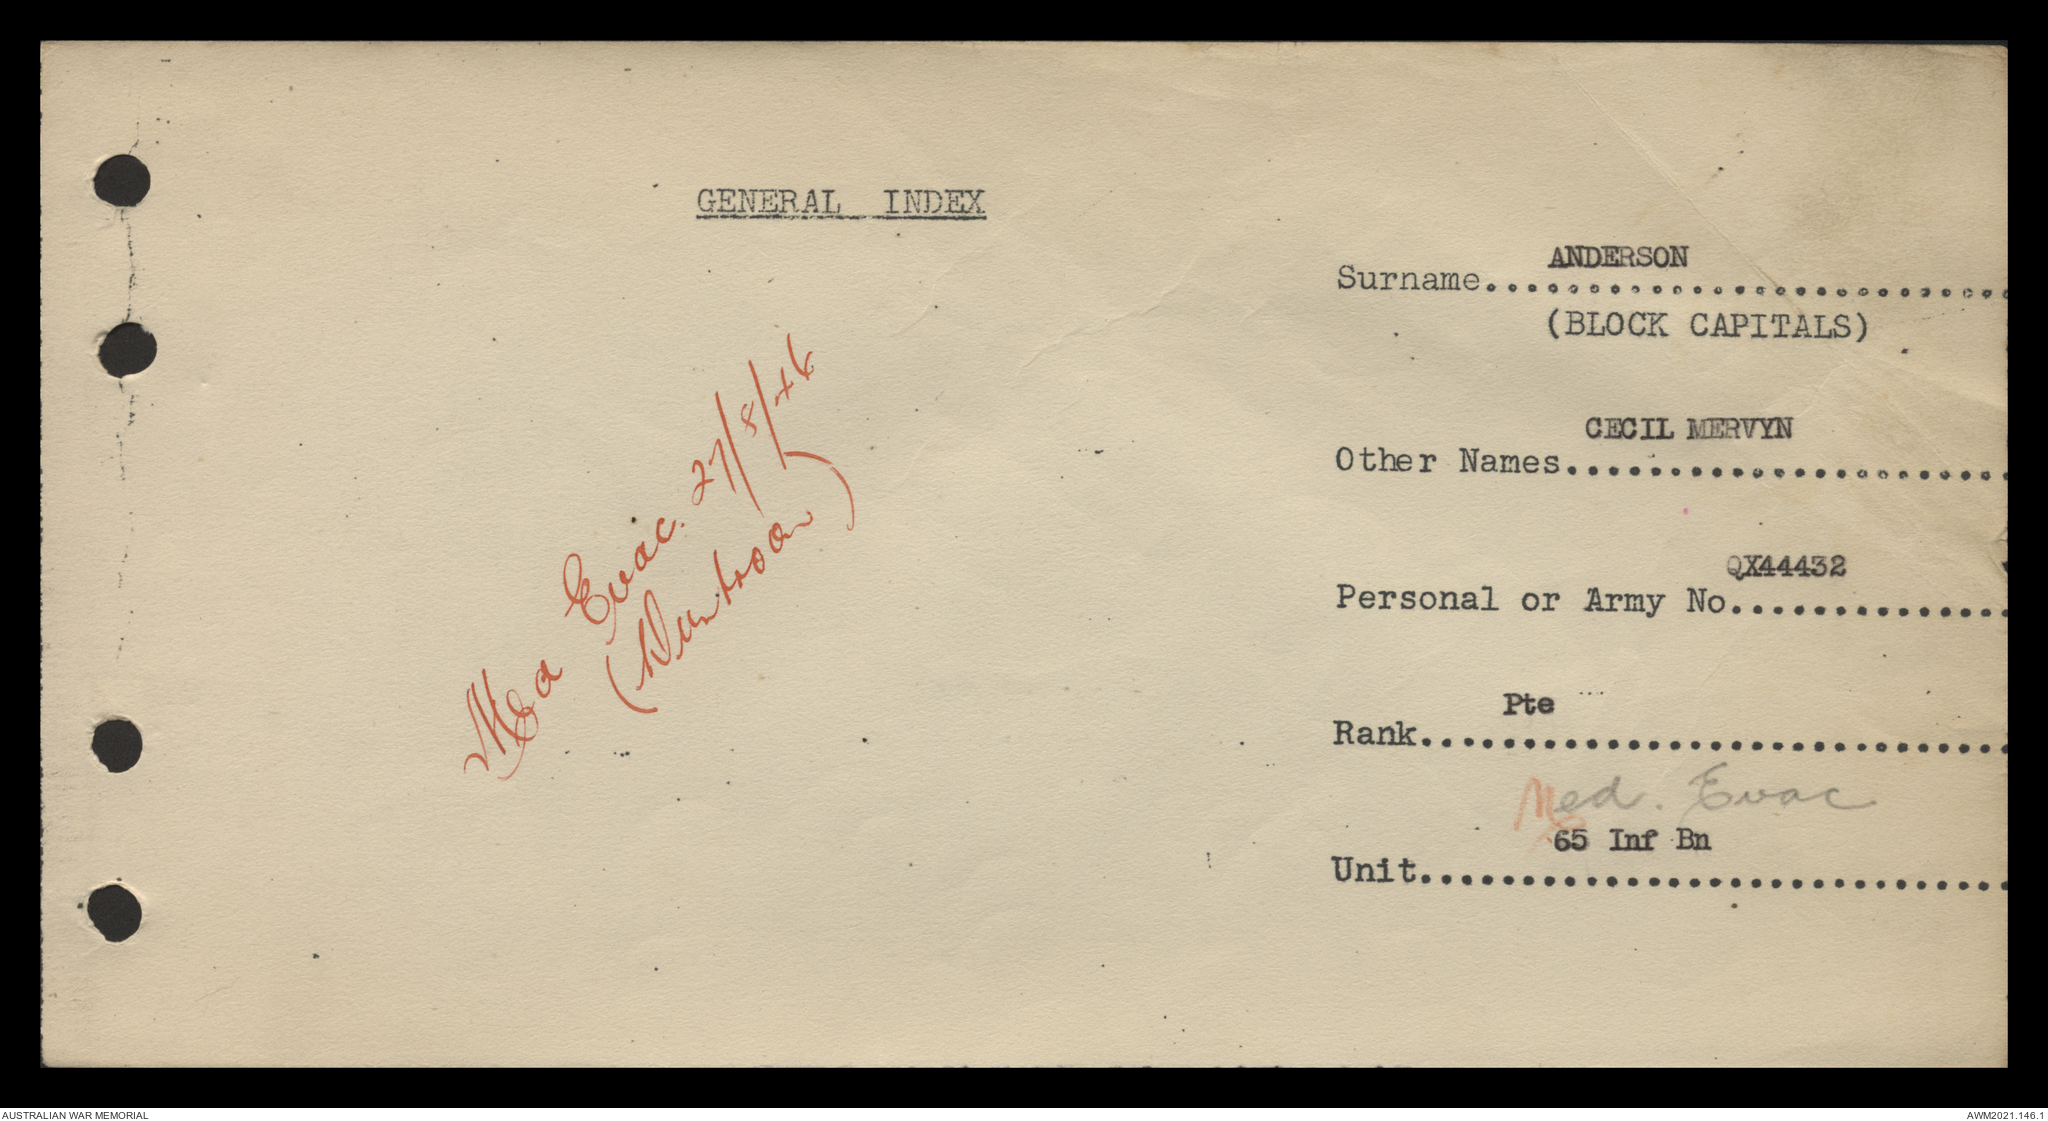 GENERAL INDEX
Surname..........................
ANDERSON
(BLOCK CAPITALS)
CECIL MERVYN
Other Names......................
QX44432
Personal or Army No..............
Pte
Rank.............................
Med. Evac
65 Inf Bn
Unit.............................
Med Evac. 27/8/46
(Duntroon)
AUSTRALIAN WAR MEMORIAL
AWM2021.146.1